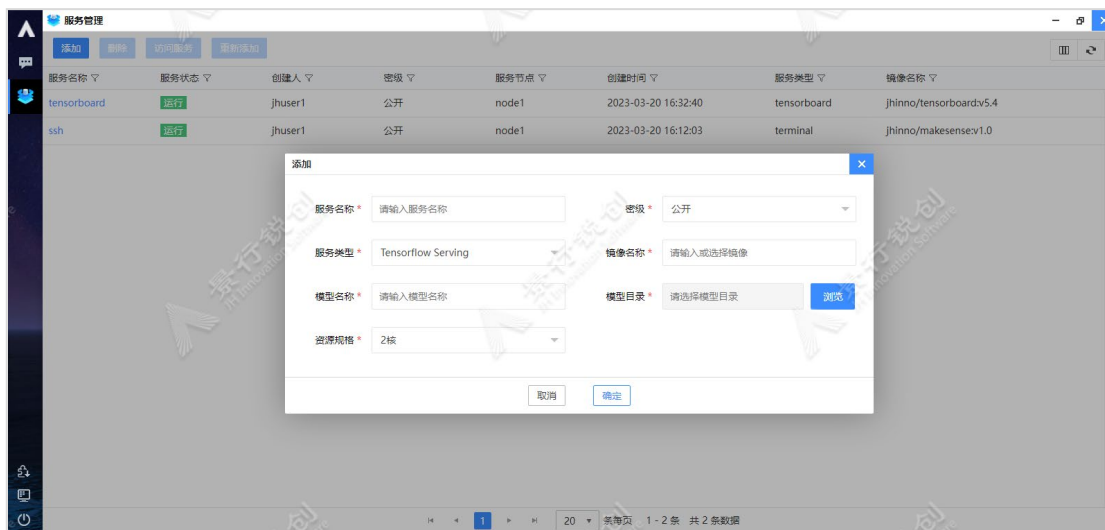 服务管理
添加 删除 访问服务 重新添加
服务名称 服务状态 创建人 密级 服务节点 创建时间 服务类型 镜像名称
tensorboard 运行 jhuser1 公开 node1 2023-03-20 16:32:40 tensorboard jhinno/tensorboard:v5.4
ssh 运行 jhuser1 公开 node1 2023-03-20 16:12:03 terminal jhinno/makesense:v1.0
添加
服务名称 * 请输入服务名称 密级 * 公开
服务类型 * Tensorflow Serving 镜像名称 * 请输入或选择镜像
模型名称 * 请输入模型名称 模型目录 * 请选择模型目录 浏览
资源规格 * 2核
取消 确定
1 20 条每页 1 - 2 条 共 2 条数据
景行锐创
JH Innovation Software